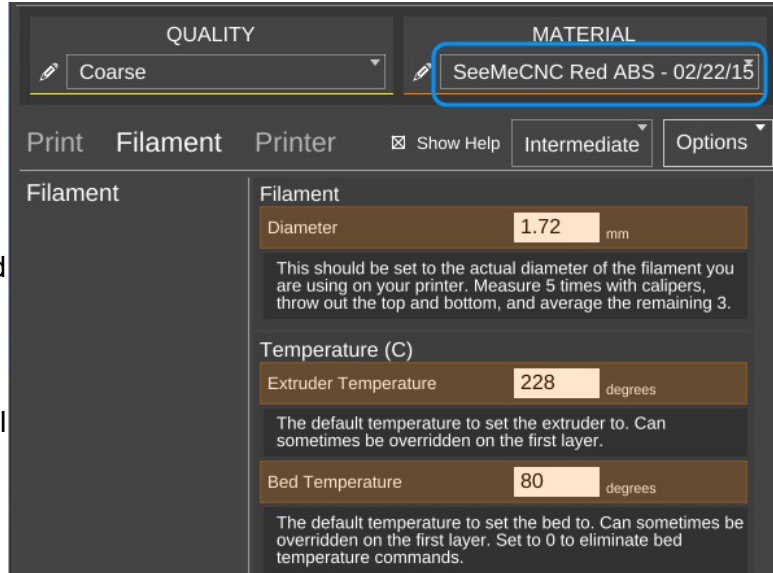 QUALITY
MATERIAL
Coarse
SeeMeCNC Red ABS - 02/22/15
Print Filament Printer Show Help Intermediate Options
Filament
Filament
Diameter 1.72 mm
This should be set to the actual diameter of the filament you
are using on your printer. Measure 5 times with calipers,
throw out the top and bottom, and average the remaining 3.
Temperature (C)
Extruder Temperature 228 degrees
The default temperature to set the extruder to. Can
sometimes be overridden on the first layer.
Bed Temperature 80 degrees
The default temperature to set the bed to. Can sometimes be
overridden on the first layer. Set to 0 to eliminate bed
temperature commands.